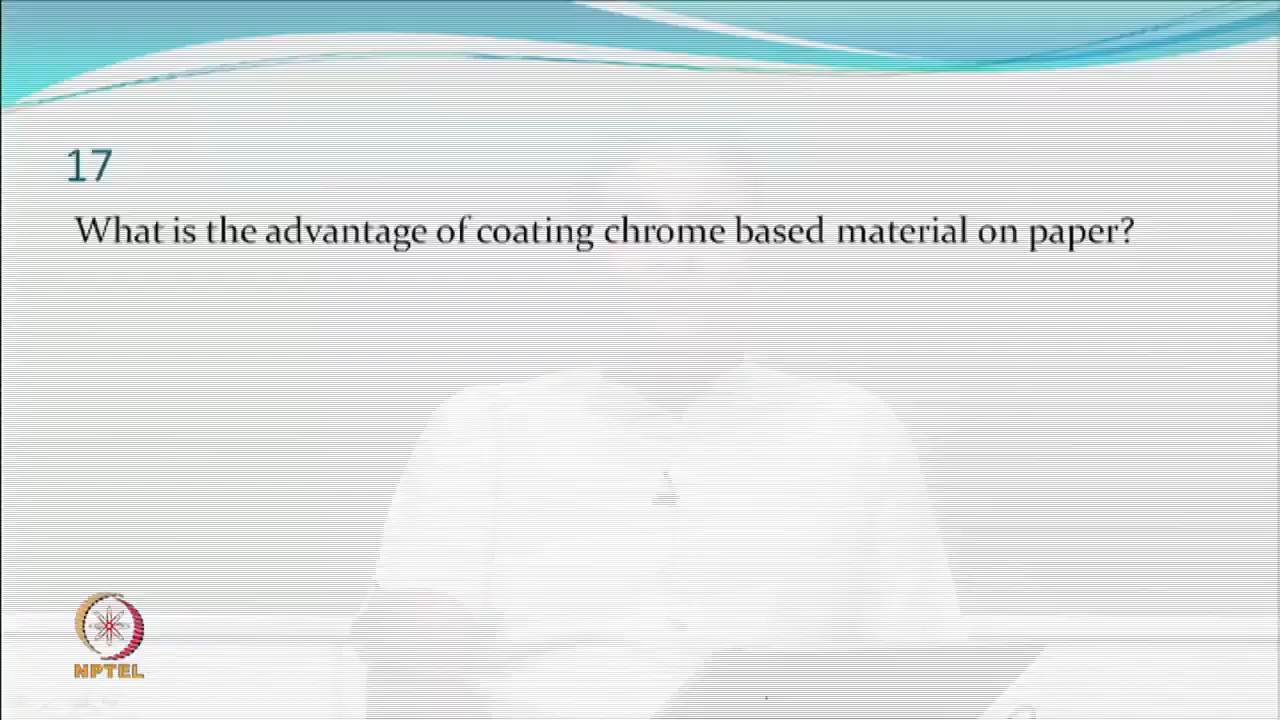 17
What is the advantage of coating chrome based material on paper?
NPTEL